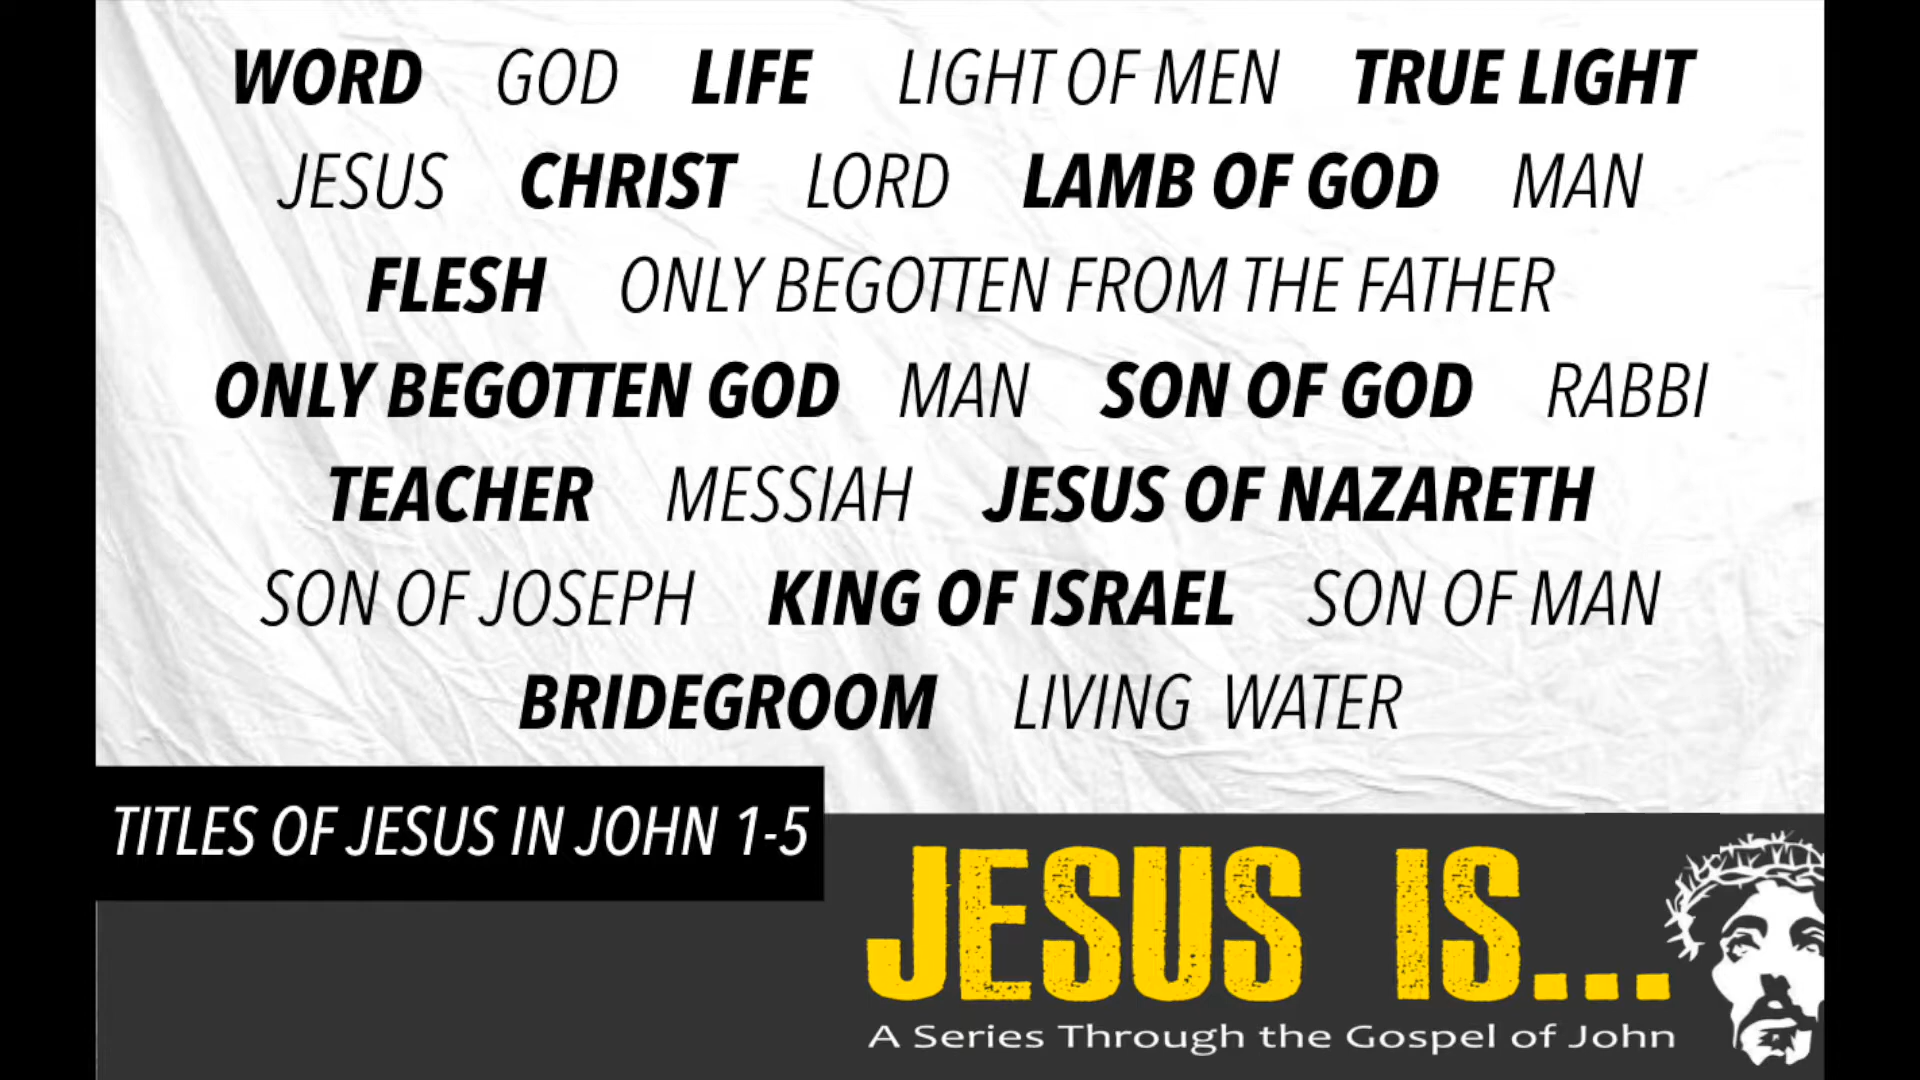 WORD GOD LIFE LIGHT OF MEN TRUE LIGHT
JESUS CHRIST LORD LAMB OF GOD MAN
FLESH ONLY BEGOTTEN FROM THE FATHER
ONLY BEGOTTEN GOD MAN SON OF GOD RABBI
TEACHER MESSIAH JESUS OF NAZARETH
SON OF JOSEPH KING OF ISRAEL SON OF MAN
BRIDEGROOM LIVING WATER
TITLES OF JESUS IN JOHN 1-5
JESUS IS...
A Series Through the Gospel of John